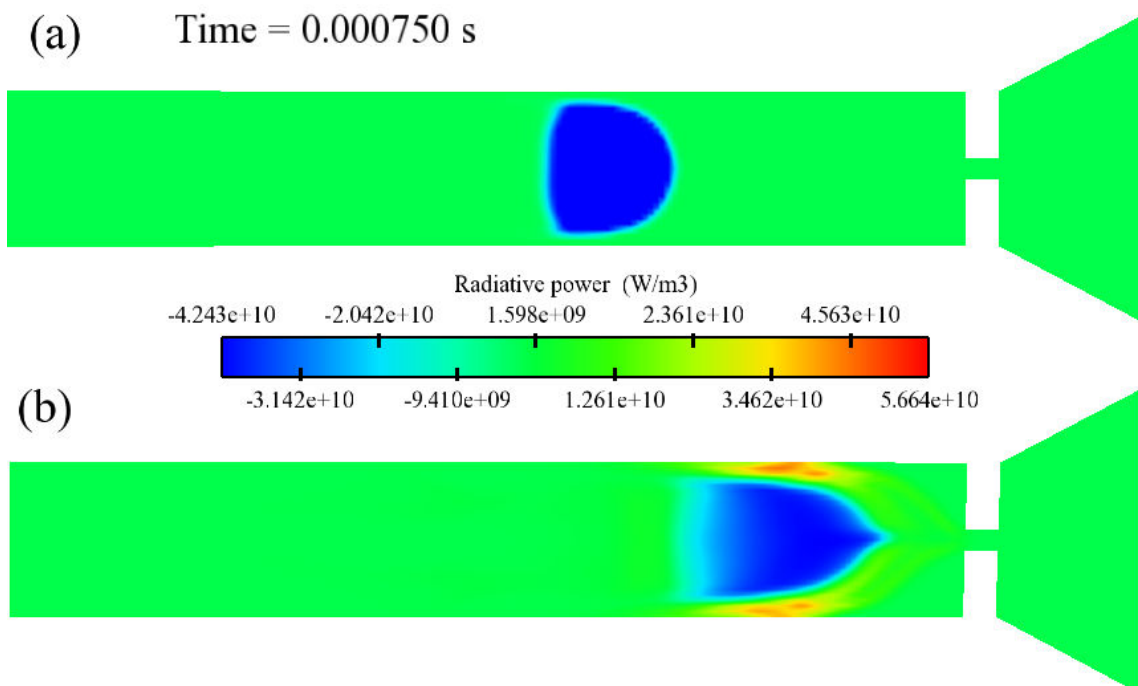 (a) Time = 0.000750 s
Radiative power (W/m3)
-4.243e+10 -2.042e+10 1.598e+09 2.361e+10 4.563e+10
-3.142e+10 -9.410e+09 1.261e+10 3.462e+10 5.664e+10
(b)